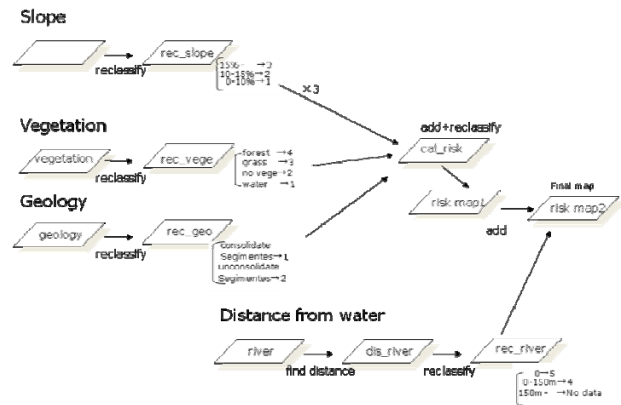 Slope
rec_slope
reclassify
15%- →3
10-15%→2
0-10%→1
×3
Vegetation
vegetation
rec_vege
reclassify
forest →4
grass →3
no vege→2
water →1
add+reclassify
cat_risk
Geology
geology
rec_geo
reclassify
Consolidate
Segimentes→1
unconsolidate
Segimentes→2
risk map1
add
Final map
risk map2
Distance from water
river
dis_river
rec_river
find distance
reclassify
0→5
0-150m→4
150m- →No data